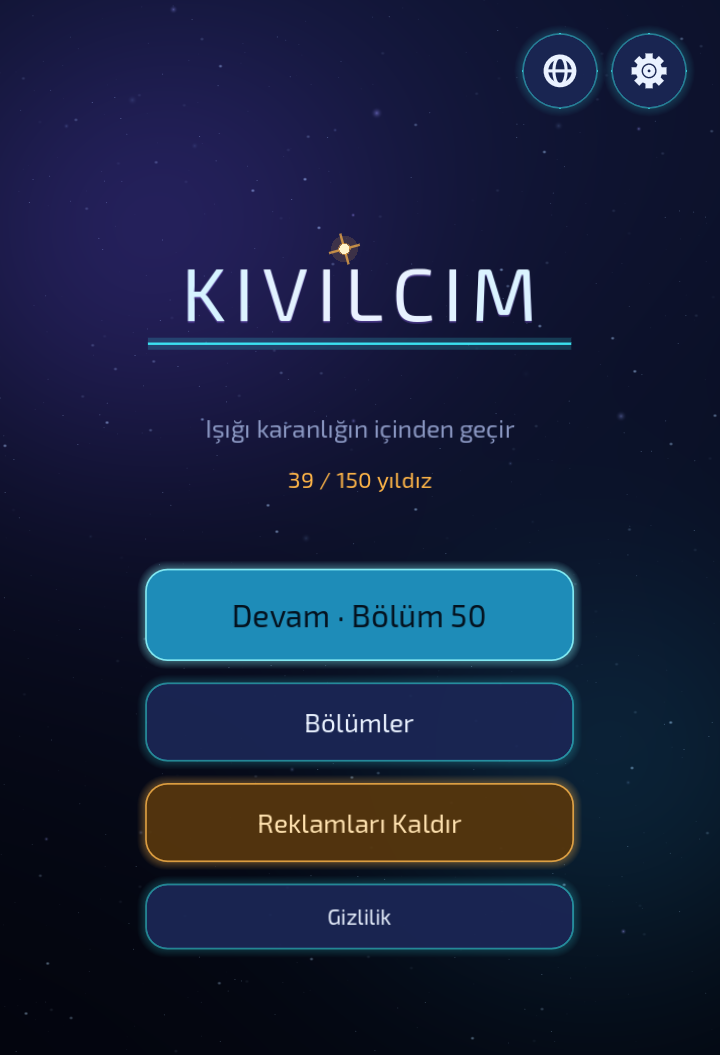 KIVILCIM
Işığı karanlığın içinden geçir
39 / 150 yıldız
Devam · Bölüm 50
Bölümler
Reklamları Kaldır
Gizlilik